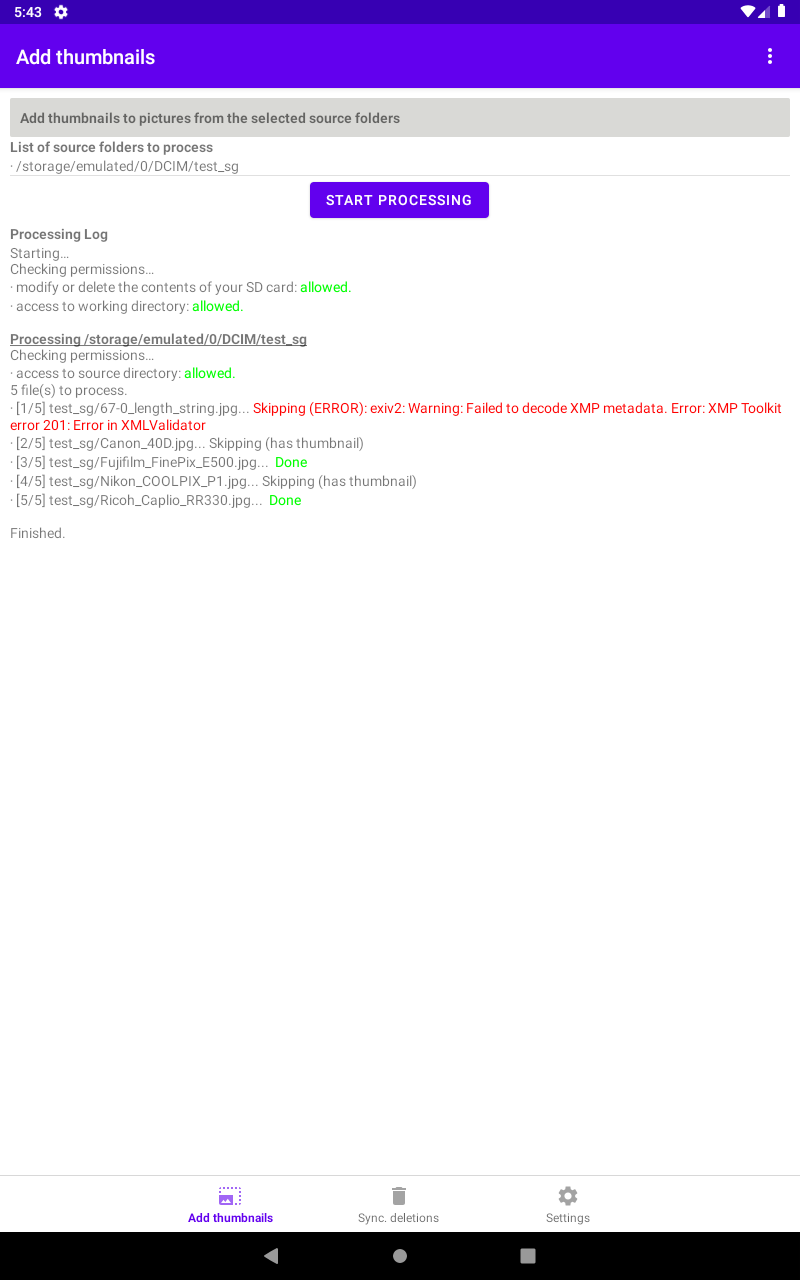 5:43
Add thumbnails
Add thumbnails to pictures from the selected source folders
List of source folders to process
· /storage/emulated/0/DCIM/test_sg
START PROCESSING
Processing Log
Starting...
Checking permissions...
· modify or delete the contents of your SD card: allowed.
· access to working directory: allowed.
Processing /storage/emulated/0/DCIM/test_sg
Checking permissions...
· access to source directory: allowed.
5 file(s) to process.
· [1/5] test_sg/67-0_length_string.jpg... Skipping (ERROR): exiv2: Warning: Failed to decode XMP metadata. Error: XMP Toolkit
error 201: Error in XMLValidator
· [2/5] test_sg/Canon_40D.jpg... Skipping (has thumbnail)
· [3/5] test_sg/Fujifilm_FinePix_E500.jpg... Done
· [4/5] test_sg/Nikon_COOLPIX_P1.jpg... Skipping (has thumbnail)
· [5/5] test_sg/Ricoh_Caplio_RR330.jpg... Done
Finished.
Add thumbnails
Sync. deletions
Settings